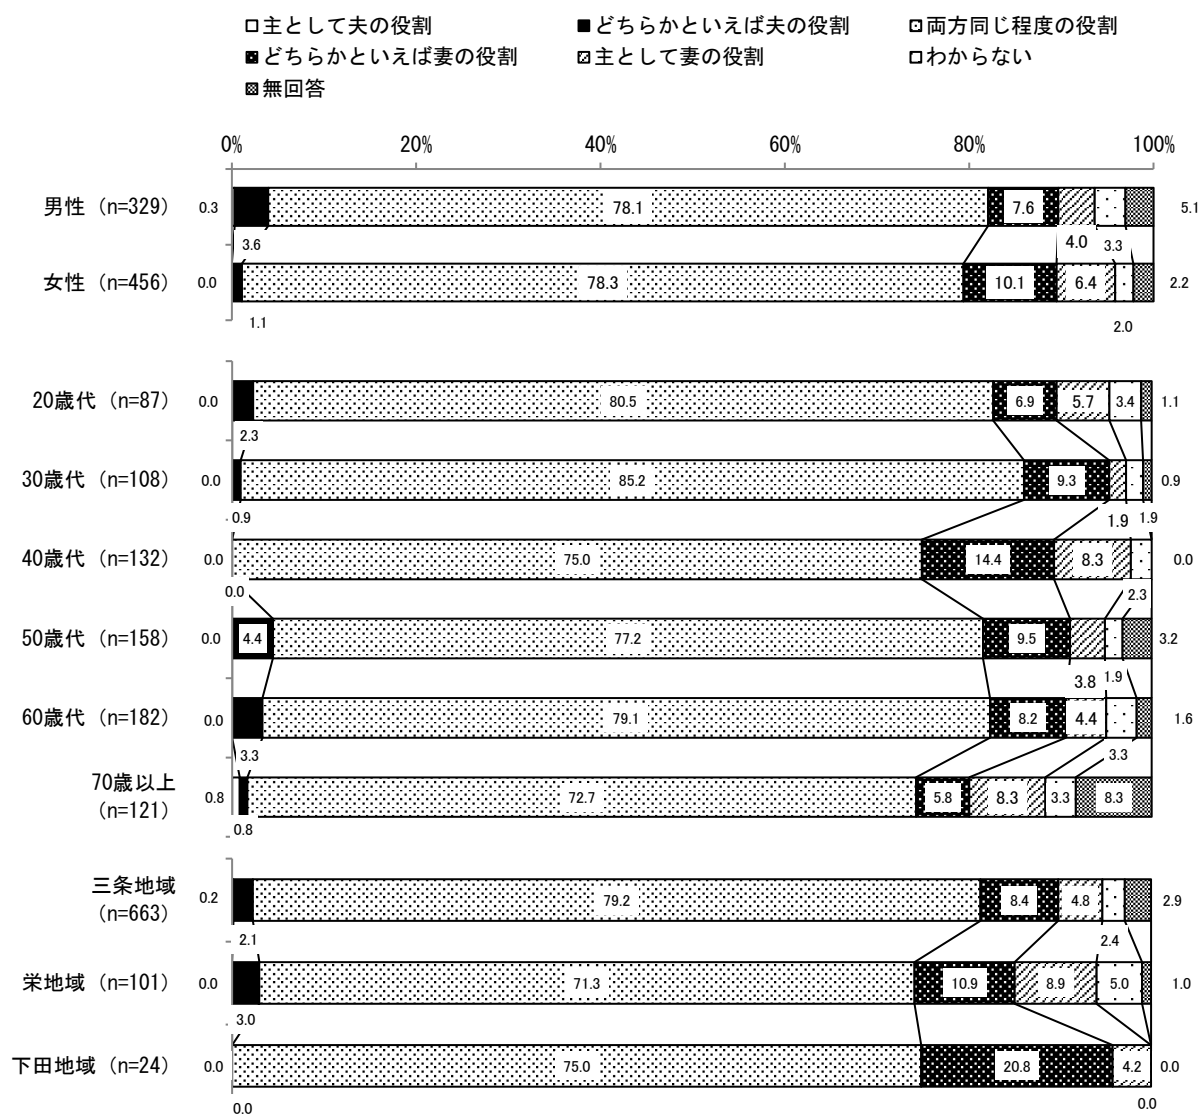 □主として夫の役割 ■どちらかといえば夫の役割 □両方同じ程度の役割
■どちらかといえば妻の役割 □主として妻の役割 □わからない
■無回答
0% 20% 40% 60% 80% 100%
男性 (n=329) 0.3 78.1 7.6 5.1
3.6 4.0 3.3
女性 (n=456) 0.0 78.3 10.1 6.4 2.2
1.1 2.0
20歳代 (n=87) 0.0 80.5 6.9 5.7 3.4 1.1
2.3
30歳代 (n=108) 0.0 85.2 9.3 0.9
0.9 1.9 1.9
40歳代 (n=132) 0.0 75.0 14.4 8.3 0.0
0.0 2.3
50歳代 (n=158) 0.0 4.4 77.2 9.5 3.2
3.8 1.9
60歳代 (n=182) 0.0 79.1 8.2 4.4 1.6
3.3 3.3
70歳以上
(n=121) 0.8 72.7 5.8 8.3 3.3 8.3
0.8
三条地域
(n=663) 0.2 79.2 8.4 4.8 2.9
2.1 2.4
栄地域 (n=101) 0.0 71.3 10.9 8.9 5.0 1.0
3.0
下田地域 (n=24) 0.0 75.0 20.8 4.2 0.0
0.0 0.0